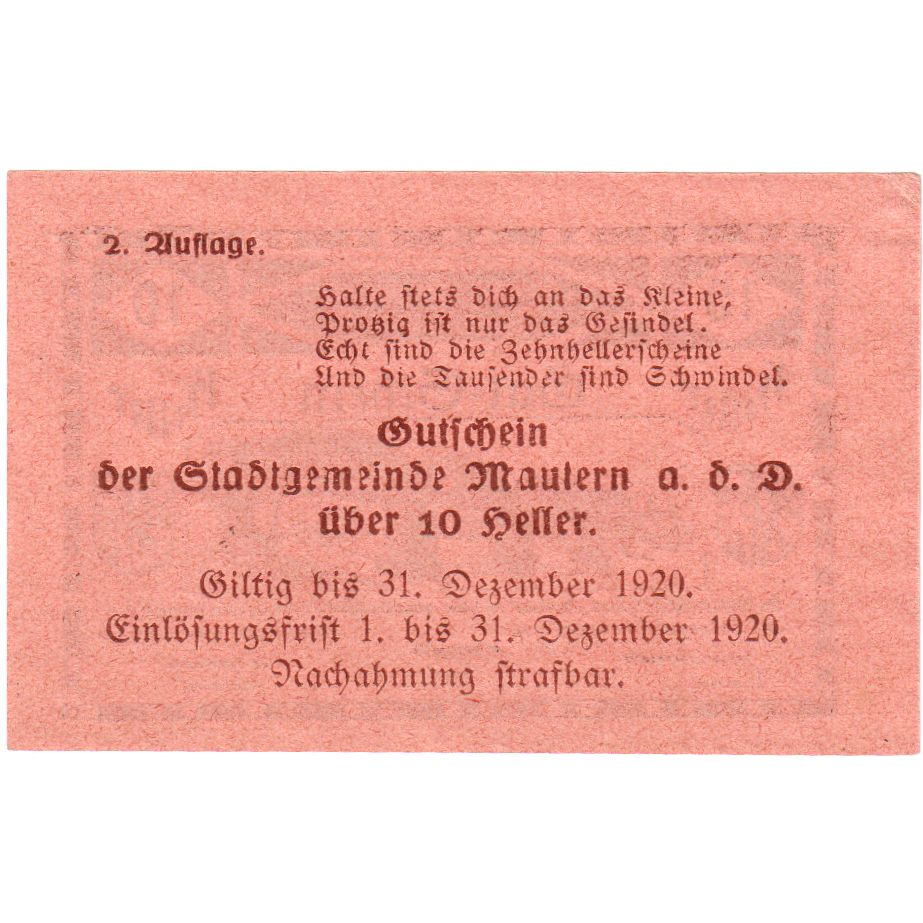 2. Auflage.
Halte stets dich an das Kleine,
Protzig ist nur das Gesindel.
Echt sind die Zehnhellerscheine
Und die Tausender sind Schwindel.
Gutschein
der Stadtgemeinde Mautern a. d. D.
über 10 Heller.
Giltig bis 31. Dezember 1920.
Einlösungsfrist 1. bis 31. Dezember 1920.
Nachahmung strafbar.